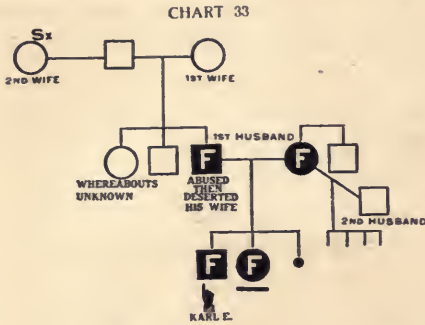 CHART 33
Sx
2ND WIFE
1ST WIFE
1ST HUSBAND
F
F
WHEREABOUTS
UNKNOWN
ABUSED
THEN
DESERTED
HIS WIFE
2ND HUSBAND
F
F
KARL E.